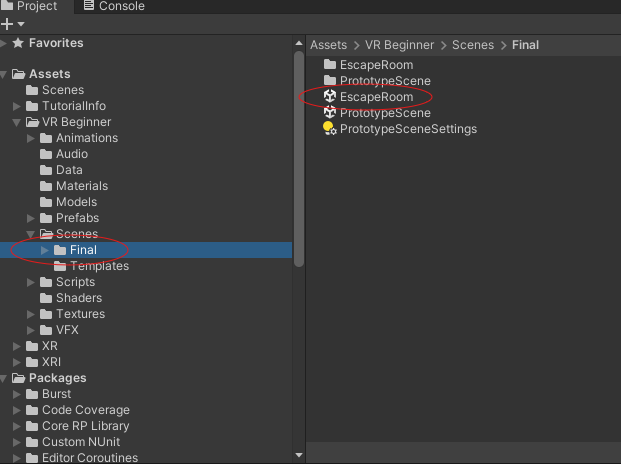 Project
Console
Favorites
Assets
Scenes
TutorialInfo
VR Beginner
Animations
Audio
Data
Materials
Models
Prefabs
Scenes
Final
Templates
Scripts
Shaders
Textures
VFX
XR
XRI
Packages
Burst
Code Coverage
Core RP Library
Custom NUnit
Editor Coroutines
Assets > VR Beginner > Scenes > Final
EscapeRoom
PrototypeScene
EscapeRoom
PrototypeScene
PrototypeSceneSettings